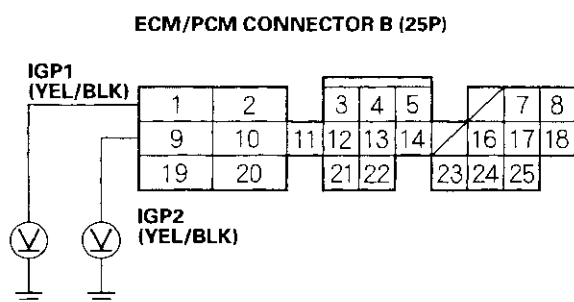 ECM/PCM CONNECTOR B (25P)
IGP1
(YEL/BLK)
1 2 3 4 5 7 8
9 10 11 12 13 14 16 17 18
19 20 21 22 23 24 25
IGP2
(YEL/BLK)
V V